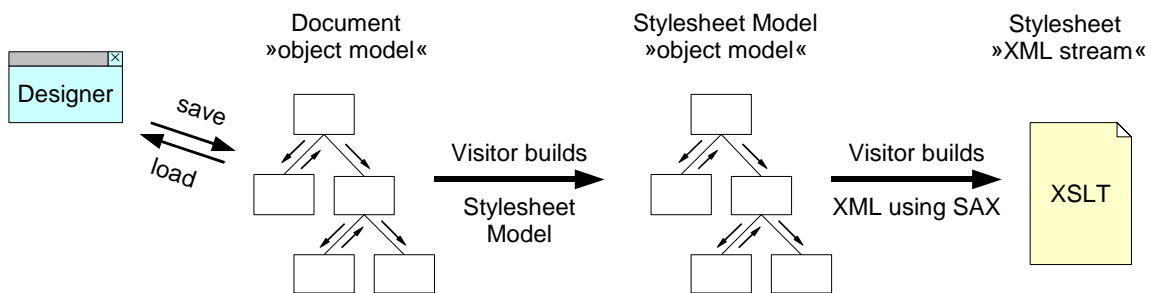 Document
»object model«
Stylesheet Model
»object model«
Stylesheet
»XML stream«
Designer
save
load
Visitor builds
Stylesheet
Model
Visitor builds
XML using SAX
XSLT